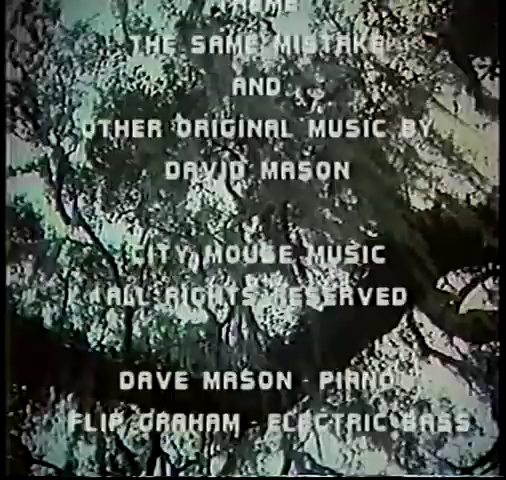 THEME
THE SAME MISTAKE
AND
OTHER ORIGINAL MUSIC BY
DAVID MASON
CITY MOUSE MUSIC
ALL RIGHTS RESERVED
DAVE MASON - PIANO
FLIP GRAHAM - ELECTRIC BASS